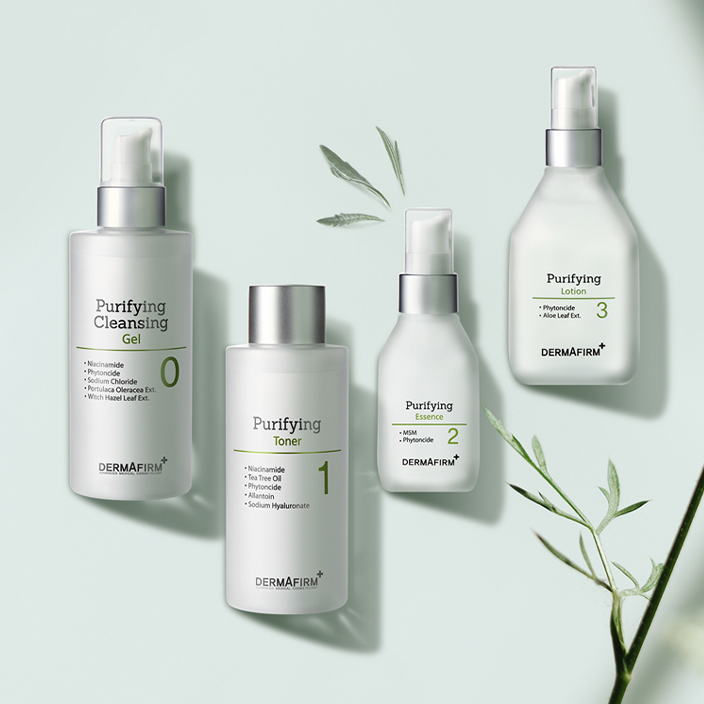 Purifying
Cleansing
Gel
• Niacinamide
• Phytoncide
• Sodium Chloride
• Portulaca Oleracea Ext.
• Witch Hazel Leaf Ext.
0
DERMAFIRM+
Purifying
Toner
• Niacinamide
• Tea Tree Oil
• Phytoncide
• Allantoin
• Sodium Hyaluronate
1
DERMAFIRM+
Purifying
Essence
• MSM
• Phytoncide
2
DERMAFIRM+
Purifying
Lotion
• Phytoncide
• Aloe Leaf Ext.
3
DERMAFIRM+